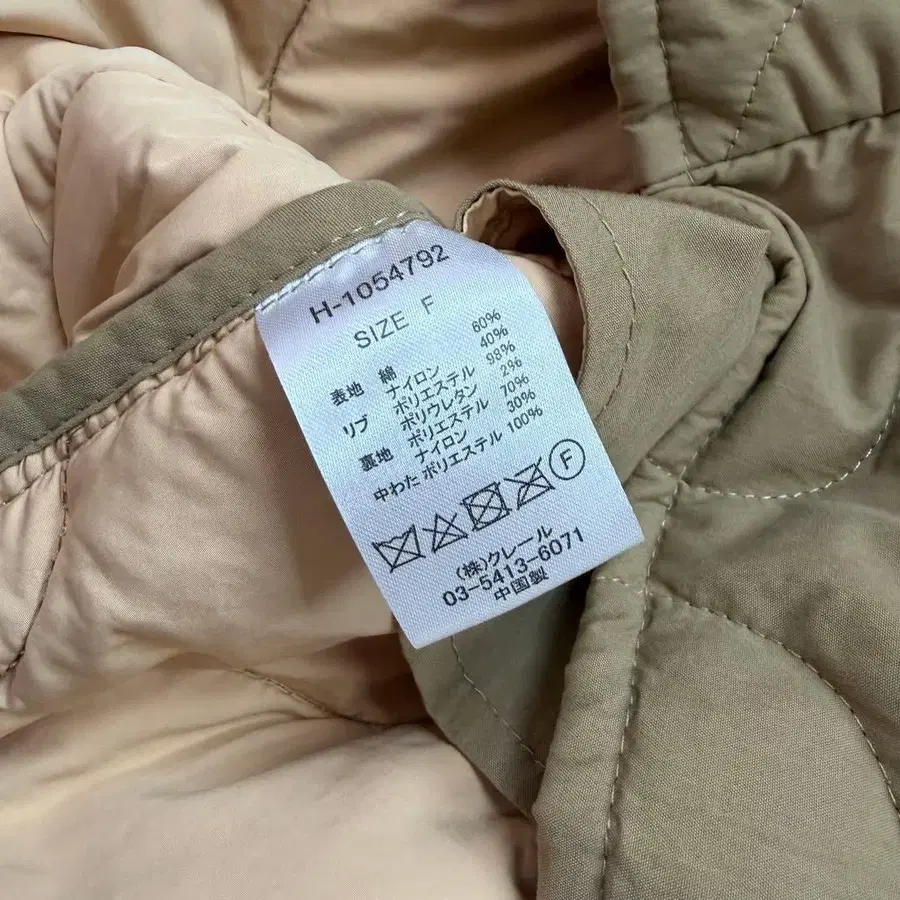 H-1054792
SIZE F
表地 綿 60%
ナイロン 40%
リブ ポリエステル 98%
ポリウレタン 2%
裏地 ポリエステル 70%
ナイロン 30%
中わた ポリエステル 100%
F
(株)クレール
03-5413-6071
中国製